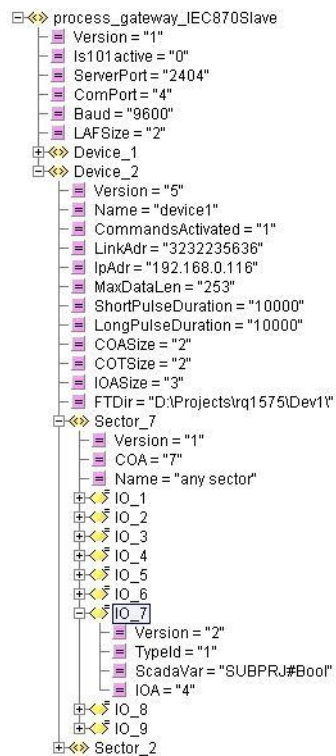 process_gateway_IEC870Slave
Version = "1"
Is101active = "0"
ServerPort = "2404"
ComPort = "4"
Baud = "9600"
LAFSize = "2"
Device_1
Device_2
Version = "5"
Name = "device1"
CommandsActivated = "1"
LinkAdr = "3232235636"
IpAdr = "192.168.0.116"
MaxDataLen = "253"
ShortPulseDuration = "10000"
LongPulseDuration = "10000"
COASize = "2"
COTSize = "2"
IOASize = "3"
FTDir = "D:\Projects\rq1575\Dev1\"
Sector_7
Version = "1"
COA = "7"
Name = "any sector"
IO_1
IO_2
IO_3
IO_4
IO_5
IO_6
IO_7
Version = "2"
TypeId = "1"
ScadaVar = "SUBPRJ#Bool"
IOA = "4"
IO_8
IO_9
Sector_2